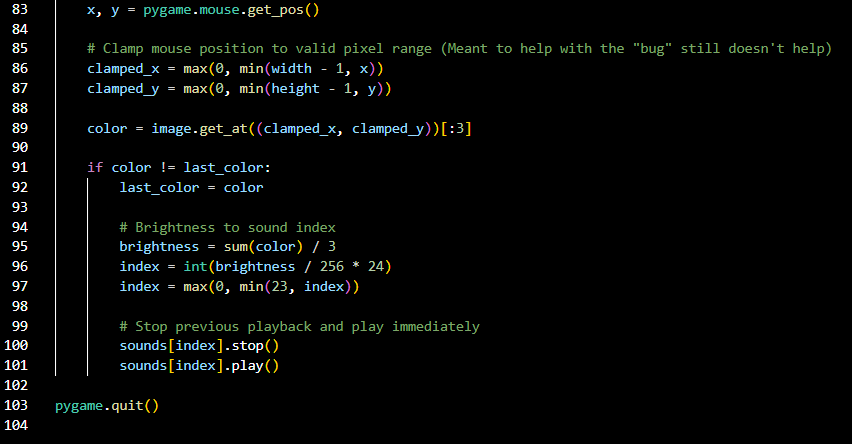 83 x, y = pygame.mouse.get_pos()
84
85 # Clamp mouse position to valid pixel range (Meant to help with the "bug" still doesn't help)
86 clamped_x = max(0, min(width - 1, x))
87 clamped_y = max(0, min(height - 1, y))
88
89 color = image.get_at((clamped_x, clamped_y))[:3]
90
91 if color != last_color:
92 last_color = color
93
94 # Brightness to sound index
95 brightness = sum(color) / 3
96 index = int(brightness / 256 * 24)
97 index = max(0, min(23, index))
98
99 # Stop previous playback and play immediately
100 sounds[index].stop()
101 sounds[index].play()
102
103 pygame.quit()
104